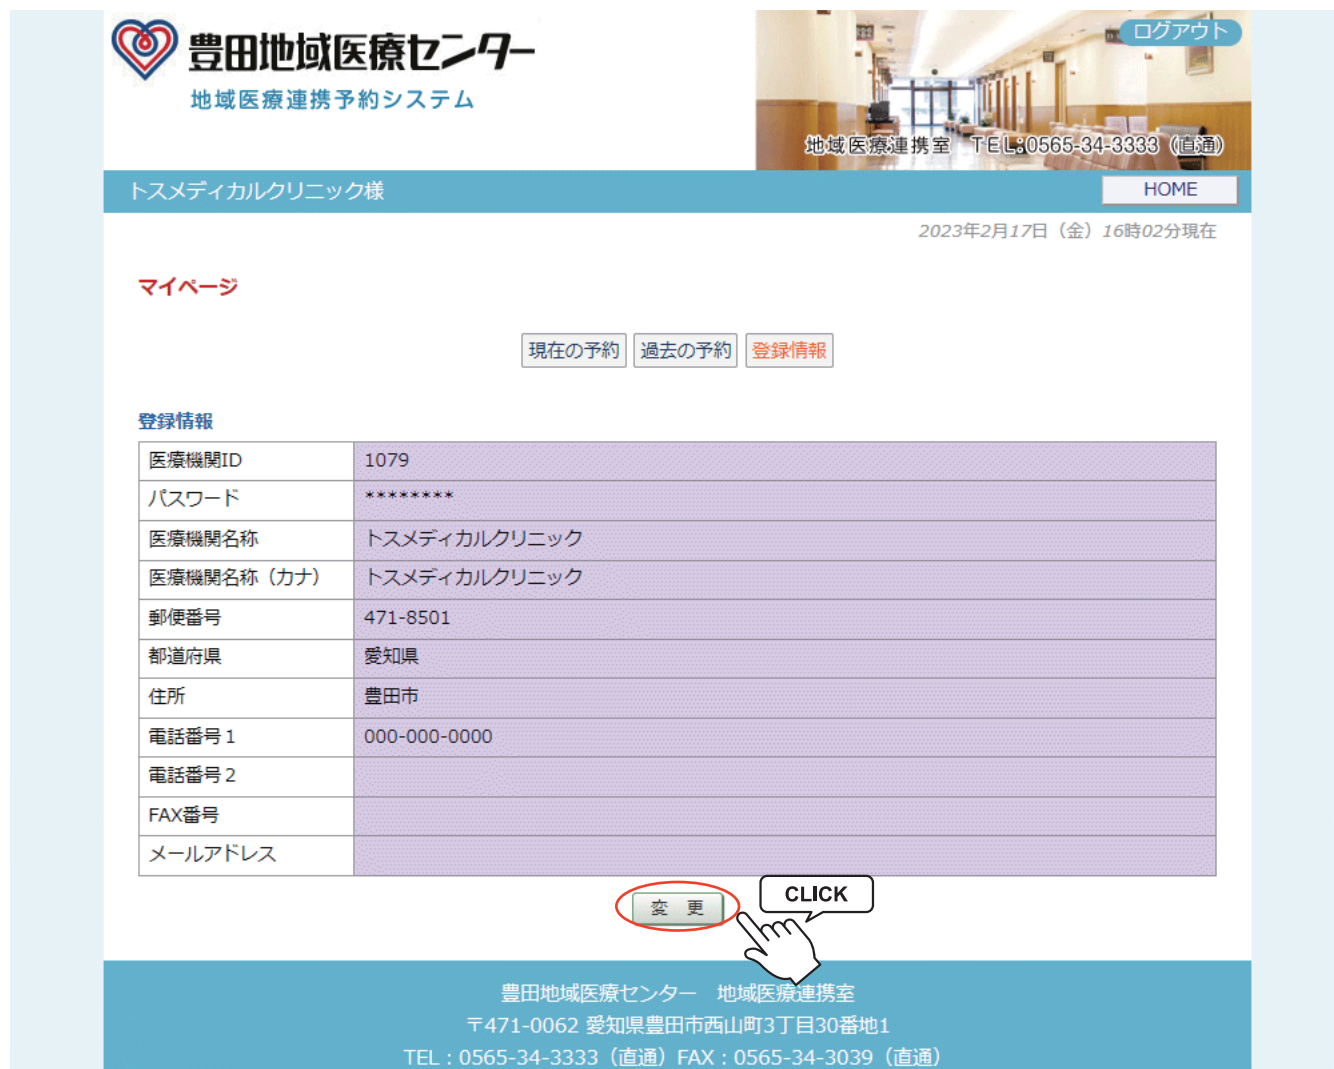 豊田地域医療センター
地域医療連携予約システム
ログアウト
地域医療連携室　TEL:0565-34-3333（直通）
トスメディカルクリニック様
HOME
2023年2月17日（金）16時02分現在
マイページ
現在の予約 過去の予約 登録情報
登録情報
医療機関ID 1079
パスワード ********
医療機関名称 トスメディカルクリニック
医療機関名称（カナ） トスメディカルクリニック
郵便番号 471-8501
都道府県 愛知県
住所 豊田市
電話番号1 000-000-0000
電話番号2
FAX番号
メールアドレス
変　更
CLICK
豊田地域医療センター　地域医療連携室
〒471-0062 愛知県豊田市西山町3丁目30番地1
TEL：0565-34-3333（直通）FAX：0565-34-3039（直通）